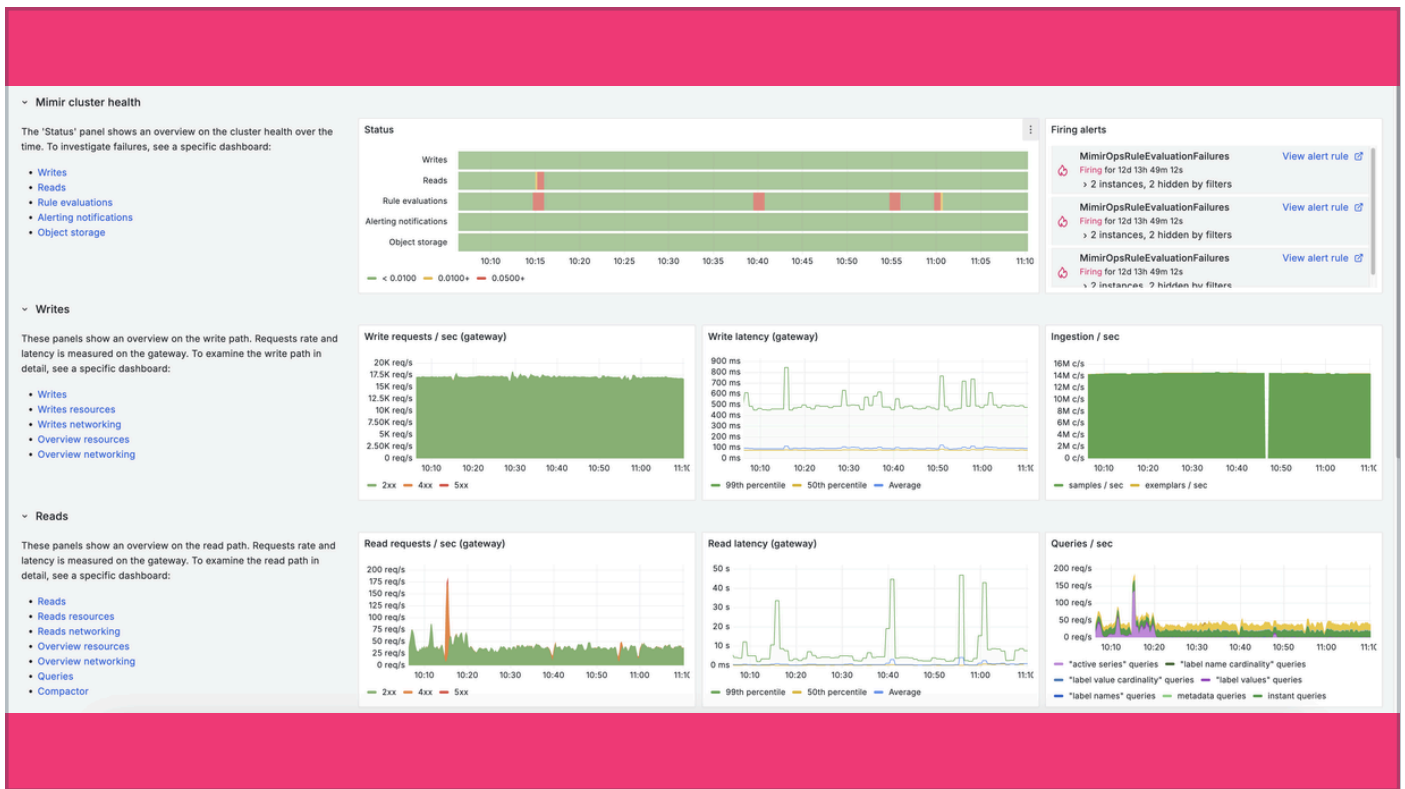 Mimir cluster health
The 'Status' panel shows an overview on the cluster health over the
time. To investigate failures, see a specific dashboard:
• Writes
• Reads
• Rule evaluations
• Alerting notifications
• Object storage
Status
Writes
Reads
Rule evaluations
Alerting notifications
Object storage
10:10 10:15 10:20 10:25 10:30 10:35 10:40 10:45 10:50 10:55 11:00 11:05 11:10
< 0.0100 0.0100+ 0.0500+
Firing alerts
MimirOpsRuleEvaluationFailures View alert rule
Firing for 12d 13h 49m 12s
> 2 instances, 2 hidden by filters
MimirOpsRuleEvaluationFailures View alert rule
Firing for 12d 13h 49m 12s
> 2 instances, 2 hidden by filters
MimirOpsRuleEvaluationFailures View alert rule
Firing for 12d 13h 49m 12s
> 2 instances, 2 hidden by filters
Writes
These panels show an overview on the write path. Requests rate and
latency is measured on the gateway. To examine the write path in
detail, see a specific dashboard:
• Writes
• Writes resources
• Writes networking
• Overview resources
• Overview networking
Write requests / sec (gateway)
20K req/s
17.5K req/s
15K req/s
12.5K req/s
10K req/s
7.50K req/s
5K req/s
2.50K req/s
0 req/s
10:10 10:20 10:30 10:40 10:50 11:00 11:1
2xx 4xx 5xx
Write latency (gateway)
900 ms
800 ms
700 ms
600 ms
500 ms
400 ms
300 ms
200 ms
100 ms
0 ms
10:10 10:20 10:30 10:40 10:50 11:00 11:1
99th percentile 50th percentile Average
Ingestion / sec
16M c/s
14M c/s
12M c/s
10M c/s
8M c/s
6M c/s
4M c/s
2M c/s
0 c/s
10:10 10:20 10:30 10:40 10:50 11:00 11:1
samples / sec exemplars / sec
Reads
These panels show an overview on the read path. Requests rate and
latency is measured on the gateway. To examine the read path in
detail, see a specific dashboard:
• Reads
• Reads resources
• Reads networking
• Overview resources
• Overview networking
• Queries
• Compactor
Read requests / sec (gateway)
200 req/s
175 req/s
150 req/s
125 req/s
100 req/s
75 req/s
50 req/s
25 req/s
0 req/s
10:10 10:20 10:30 10:40 10:50 11:00 11:1
2xx 4xx 5xx
Read latency (gateway)
50 s
40 s
30 s
20 s
10 s
0 ms
10:10 10:20 10:30 10:40 10:50 11:00 11:1
99th percentile 50th percentile Average
Queries / sec
200 req/s
150 req/s
100 req/s
50 req/s
0 req/s
10:10 10:20 10:30 10:40 10:50 11:00 11:1
"active series" queries "label name cardinality" queries
"label value cardinality" queries "label values" queries
"label names" queries metadata queries instant queries